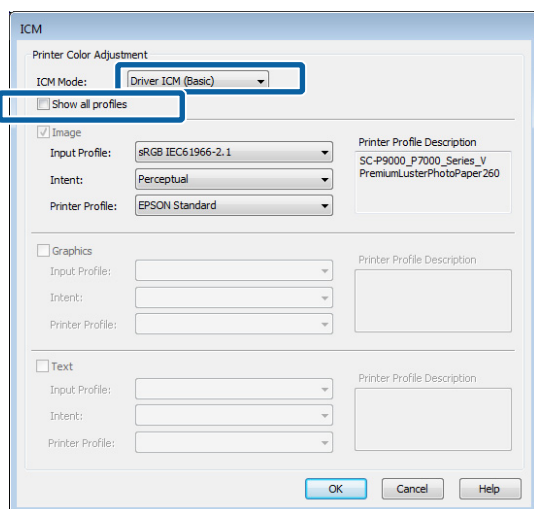 ICM
Printer Color Adjustment
ICM Mode: Driver ICM (Basic)
Show all profiles
Image
Input Profile: sRGB IEC61966-2.1
Intent: Perceptual
Printer Profile: EPSON Standard
Printer Profile Description
SC-P9000_P7000_Series_V
PremiumLusterPhotoPaper260
Graphics
Input Profile:
Intent:
Printer Profile:
Printer Profile Description
Text
Input Profile:
Intent:
Printer Profile:
Printer Profile Description
OK Cancel Help